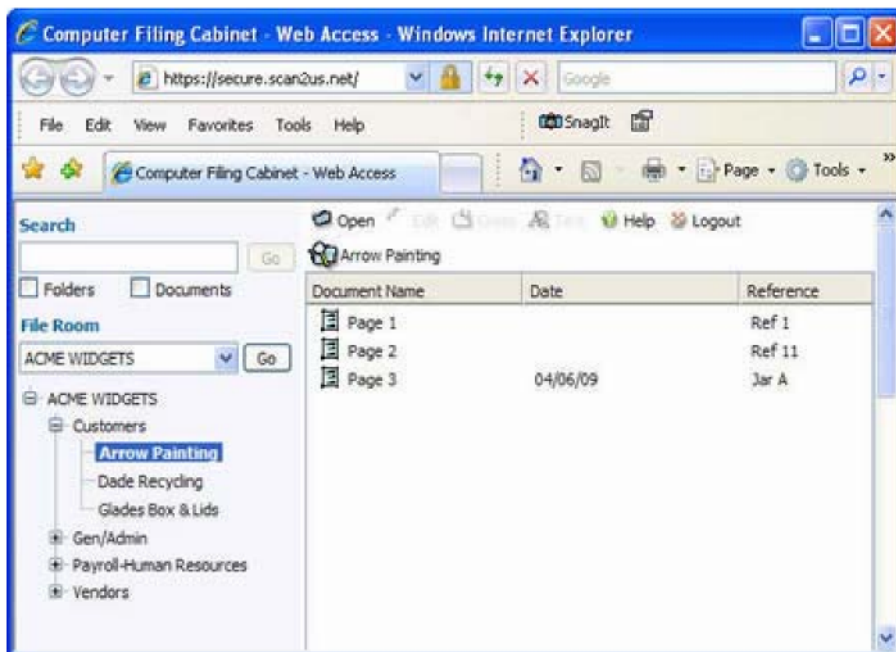 Computer Filing Cabinet - Web Access - Windows Internet Explorer
https://secure.scan2us.net/ Google
File Edit View Favorites Tools Help SnagIt
Computer Filing Cabinet - Web Access Page Tools »
Search
Go
Folders Documents
File Room
ACME WIDGETS Go
ACME WIDGETS
Customers
Arrow Painting
Dade Recycling
Glades Box & Lids
Gen/Admin
Payroll-Human Resources
Vendors
Open Edit Text Help Logout
Arrow Painting
Document Name Date Reference
Page 1 Ref 1
Page 2 Ref 11
Page 3 04/06/09 Jar A